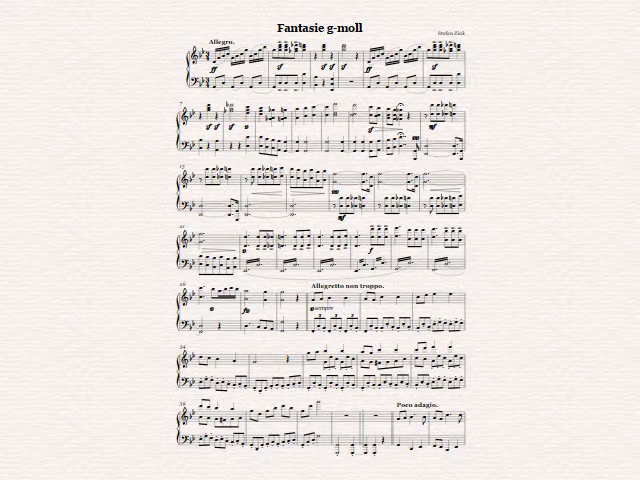 Fantasie g-moll
Stefan Zink
Allegro.
Allegretto non troppo.
sempre
Poco adagio.